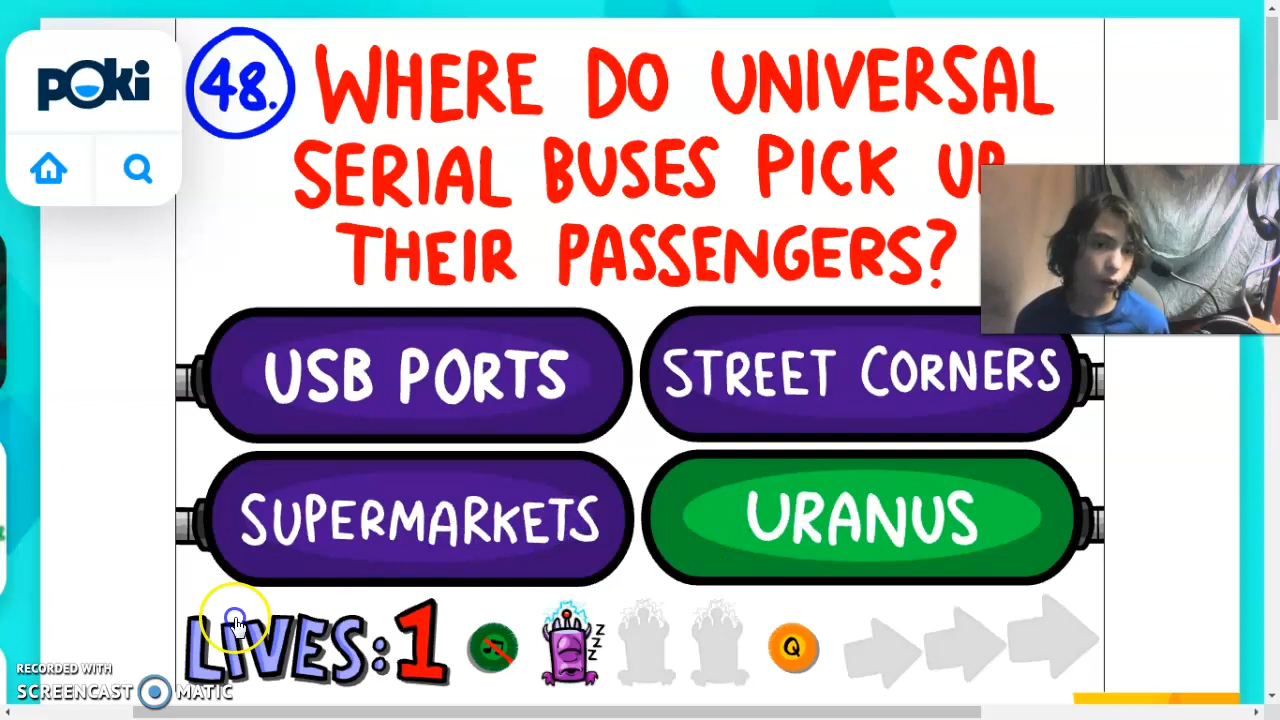 poki
48. WHERE DO UNIVERSAL
SERIAL BUSES PICK UP
THEIR PASSENGERS?
USB PORTS
STREET CORNERS
SUPERMARKETS
URANUS
LIVES: 1
Z
Z
Z
Q
RECORDED WITH
SCREENCAST MATIC